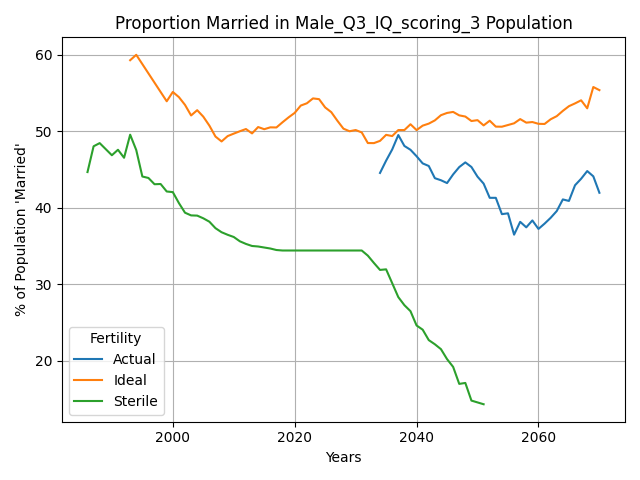 Proportion Married in Male_Q3_IQ_scoring_3 Population
% of Population 'Married'
60
50
40
30
20
Fertility
Actual
Ideal
Sterile
2000
2020
2040
2060
Years